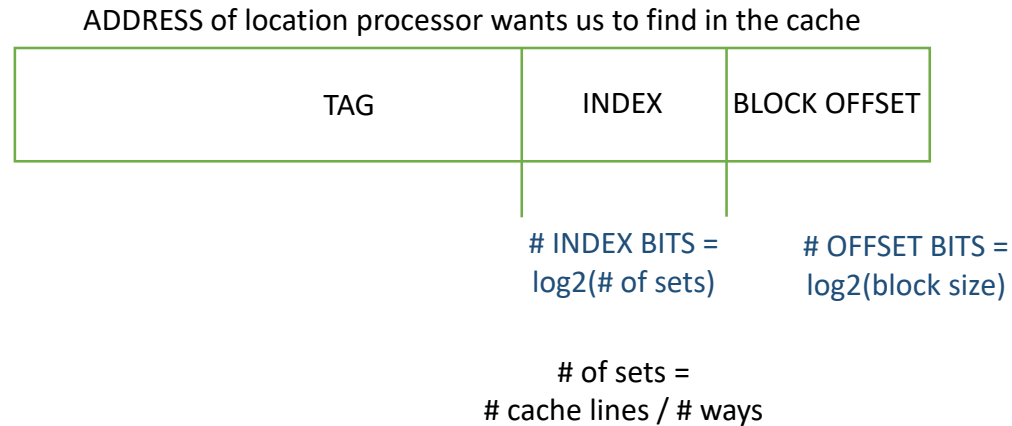 ADDRESS of location processor wants us to find in the cache
TAG
INDEX
BLOCK OFFSET
# INDEX BITS =
log2(# of sets)
# OFFSET BITS =
log2(block size)
# of sets =
# cache lines / # ways